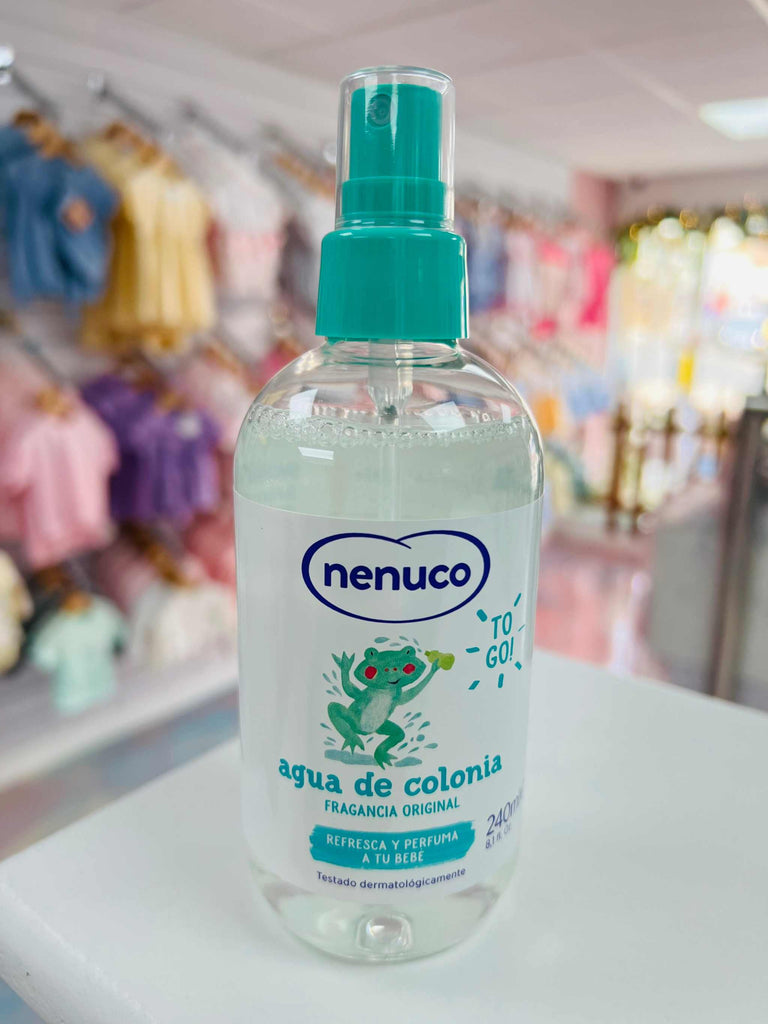 nenuco
TO
GO!
agua de colonia
FRAGANCIA ORIGINAL
REFRESCA Y PERFUMA
A TU BEBÉ
240ml
8,1 fl. Oz
Testado dermatológicamente